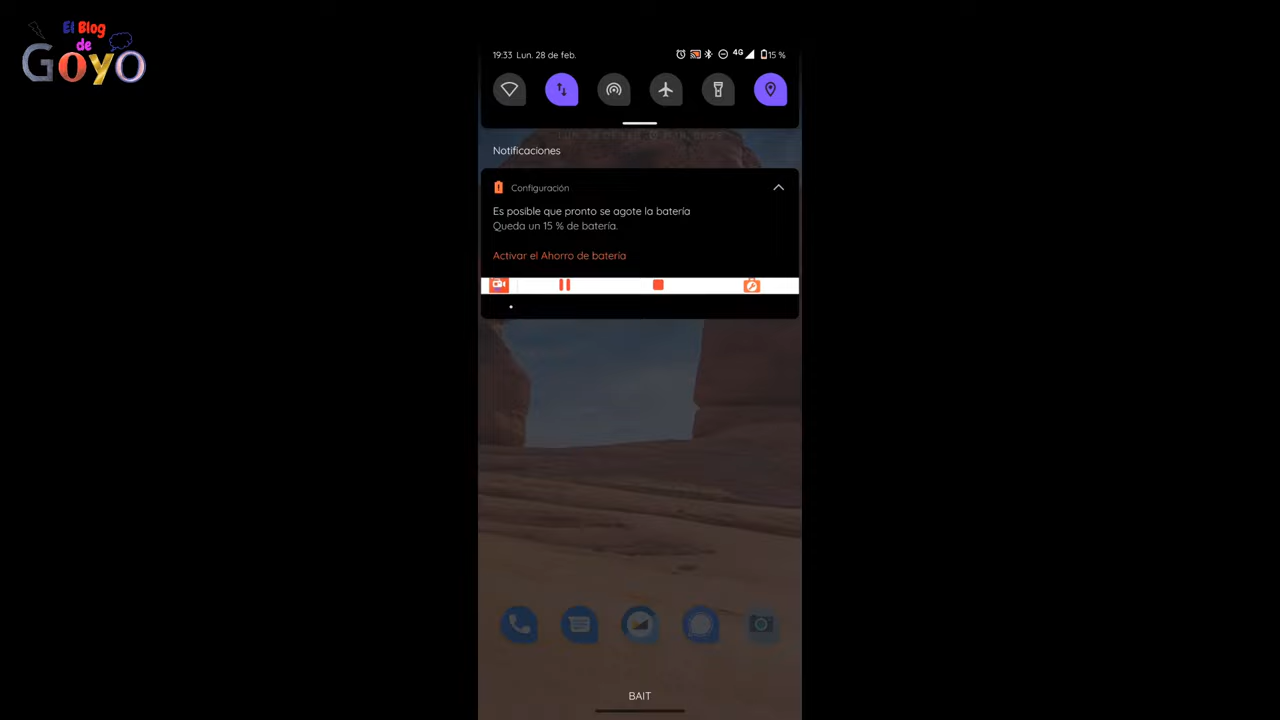 El Blog
de
GOYO
19:33 Lun. 28 de feb.
4G
15 %
Notificaciones
Configuración
Es posible que pronto se agote la batería
Queda un 15 % de batería.
Activar el Ahorro de batería
BAIT